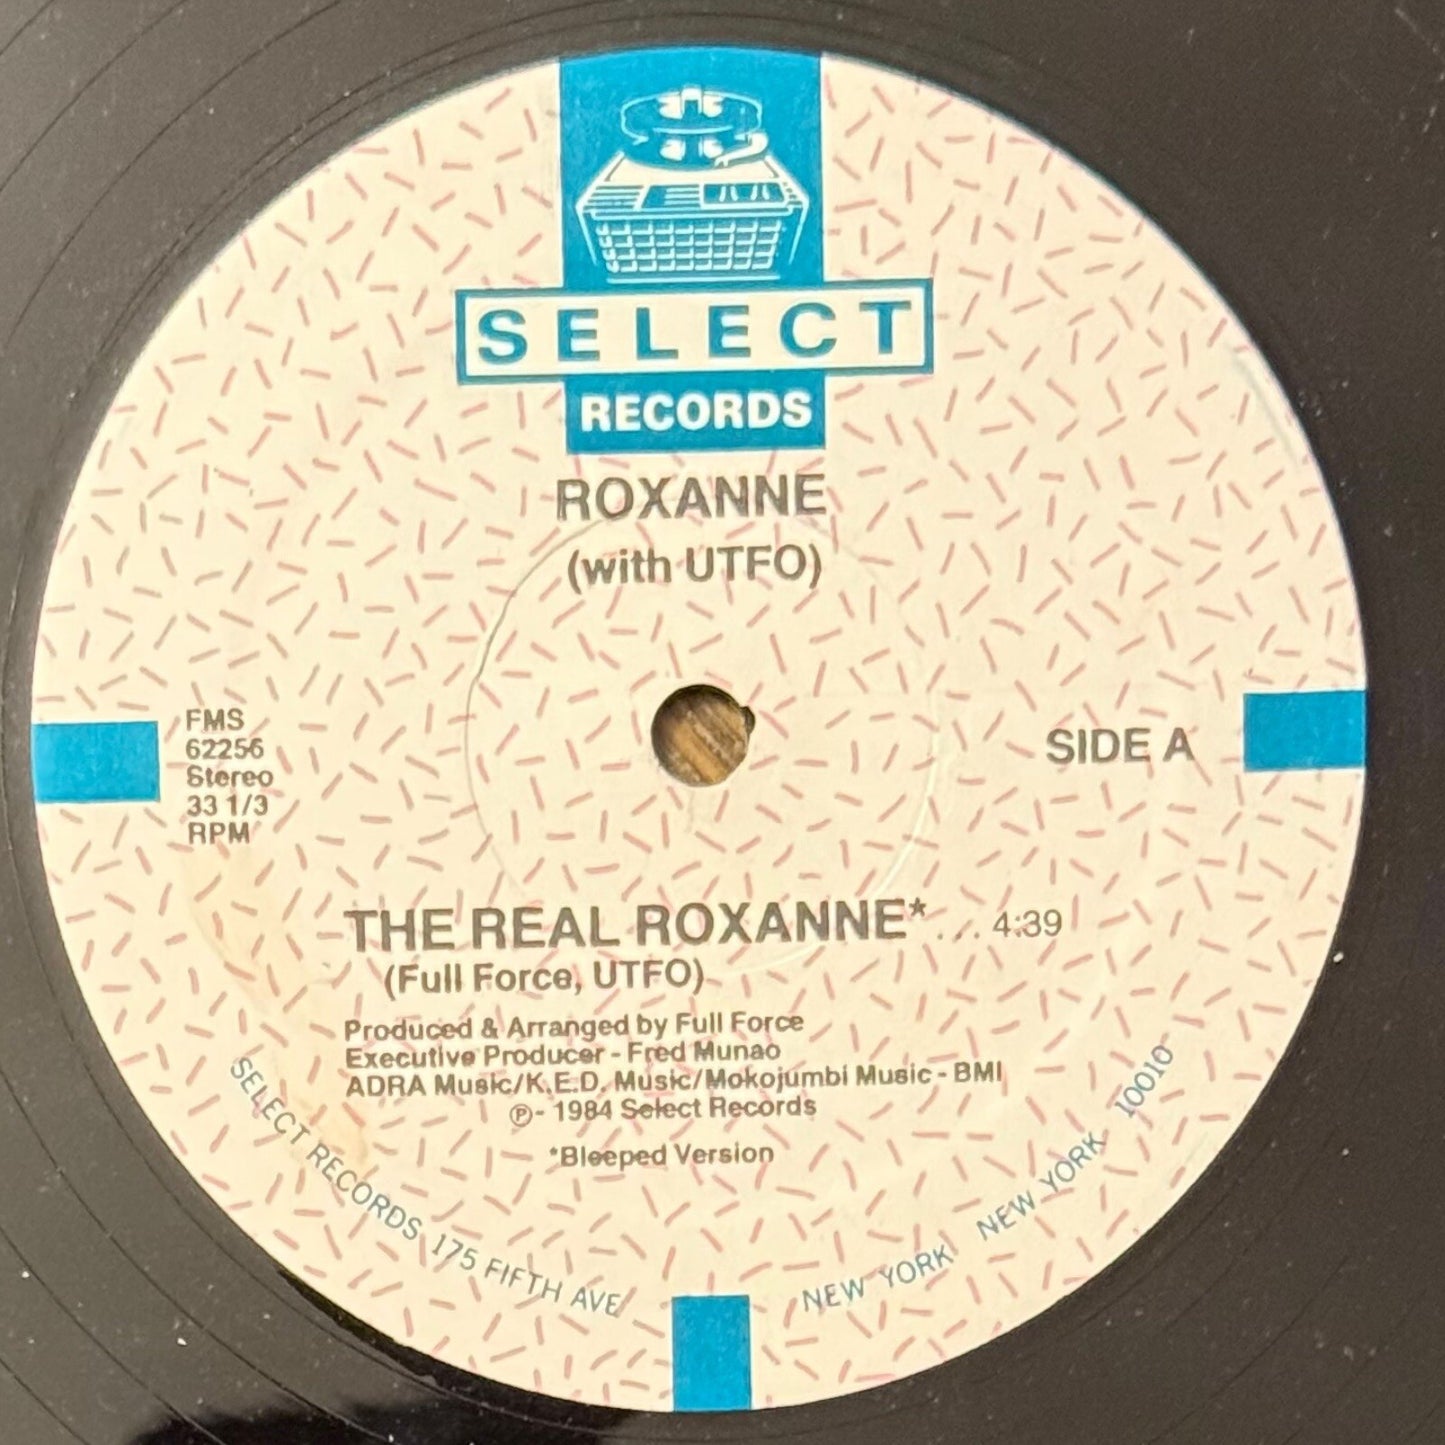 SELECT
RECORDS
ROXANNE
(with UTFO)
FMS
62256
Stereo
33 1/3
RPM
SIDE A
THE REAL ROXANNE* ... 4:39
(Full Force, UTFO)
Produced & Arranged by Full Force
Executive Producer - Fred Munao
ADRA Music/K.E.D. Music/Mokojumbi Music - BMI
℗ - 1984 Select Records
*Bleeped Version
SELECT RECORDS, 175 FIFTH AVE NEW YORK NEW YORK 10010